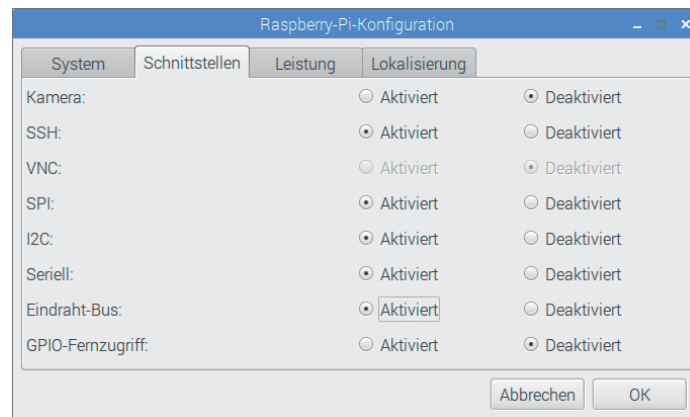 Raspberry-Pi-Konfiguration
System Schnittstellen Leistung Lokalisierung
Kamera: Aktiviert Deaktiviert
SSH: Aktiviert Deaktiviert
VNC: Aktiviert Deaktiviert
SPI: Aktiviert Deaktiviert
I2C: Aktiviert Deaktiviert
Seriell: Aktiviert Deaktiviert
Eindraht-Bus: Aktiviert Deaktiviert
GPIO-Fernzugriff: Aktiviert Deaktiviert
Abbrechen OK